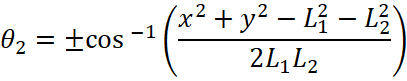 θ₂ = ±cos⁻¹((x² + y² − L₁² − L₂²) / (2L₁L₂))